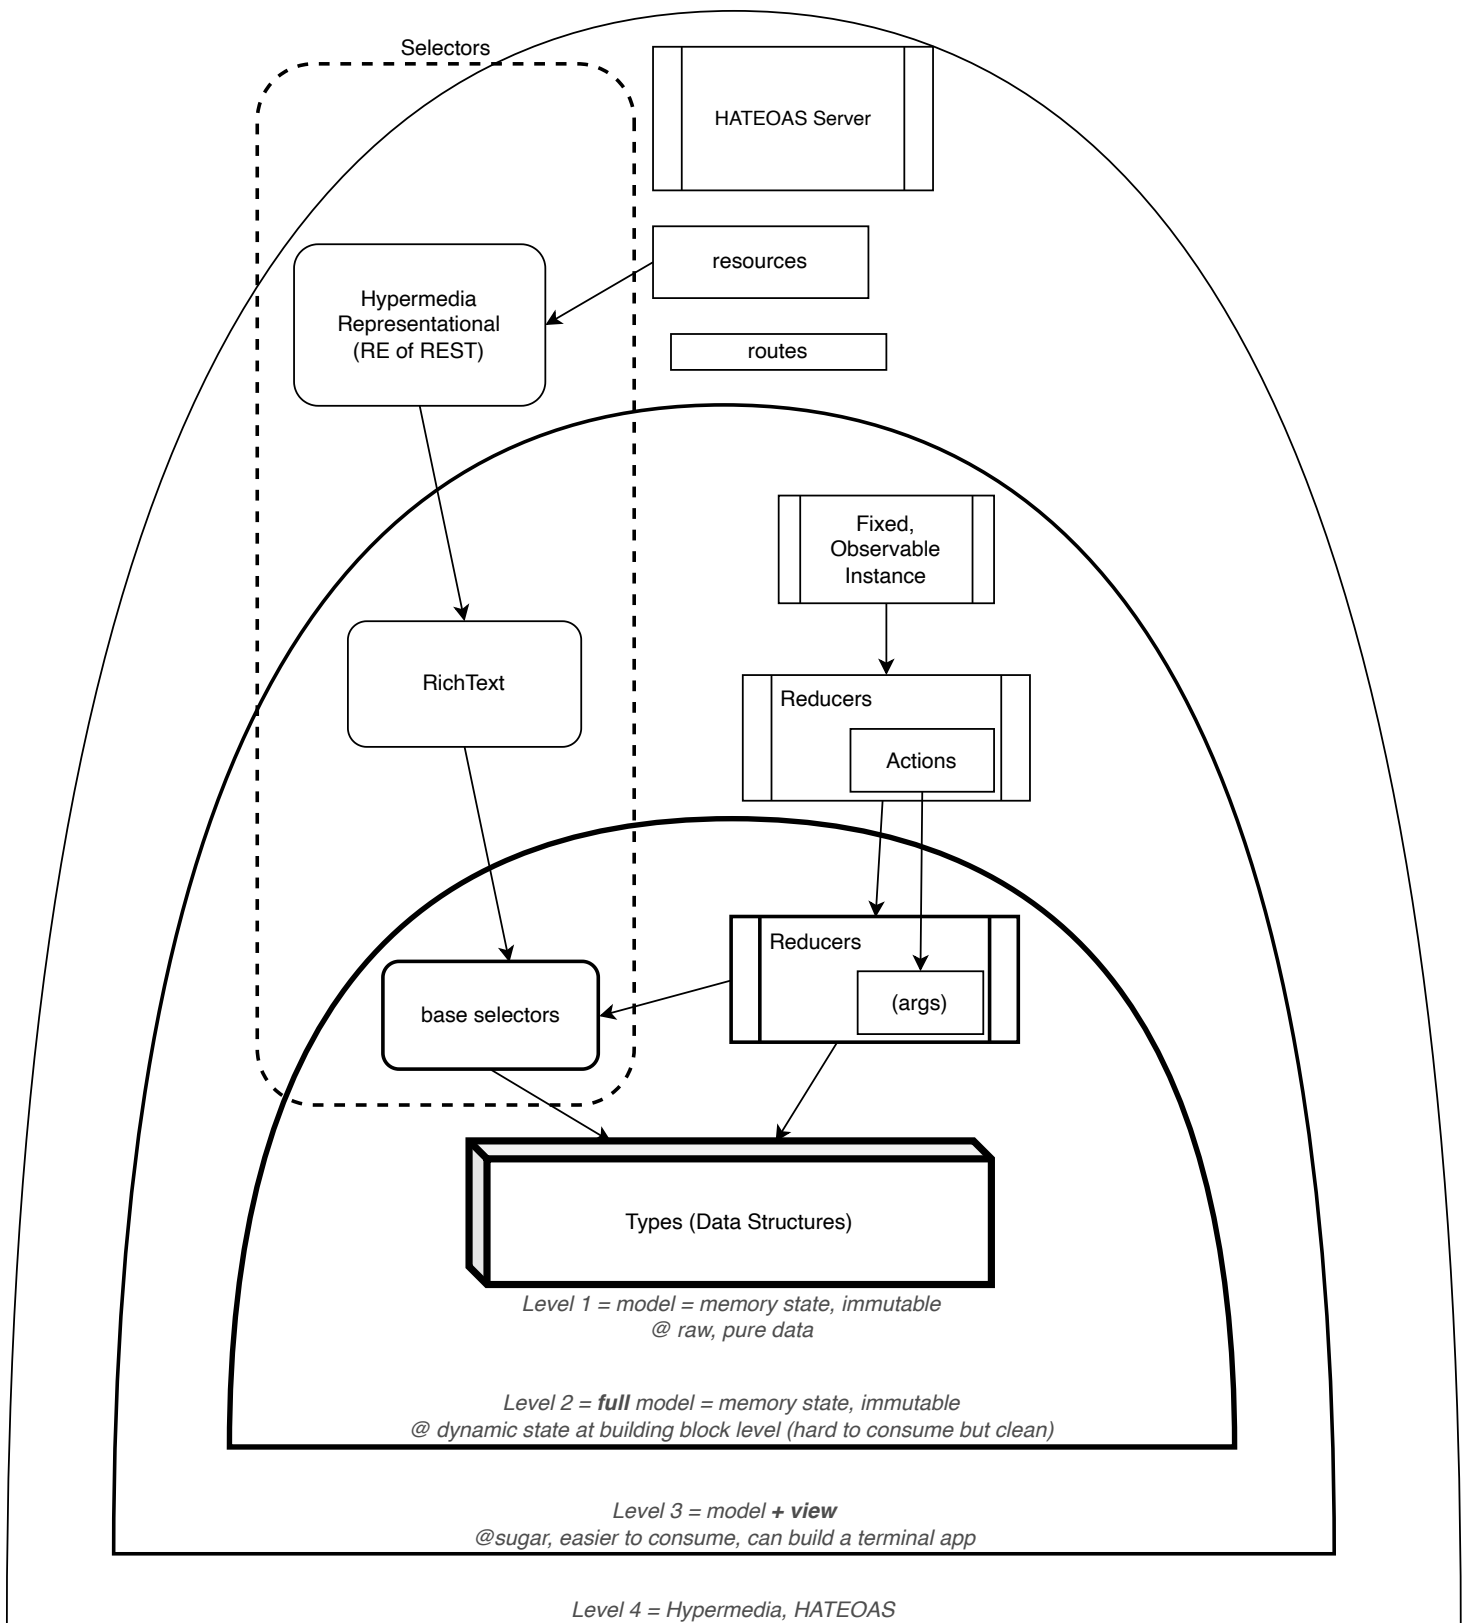 Selectors
HATEOAS Server
resources
Hypermedia
Representational
(RE of REST)
routes
Fixed,
Observable
Instance
RichText
Reducers
Actions
Reducers
(args)
base selectors
Types (Data Structures)
Level 1 = model = memory state, immutable
@ raw, pure data
Level 2 = full model = memory state, immutable
@ dynamic state at building block level (hard to consume but clean)
Level 3 = model + view
@sugar, easier to consume, can build a terminal app
Level 4 = Hypermedia, HATEOAS